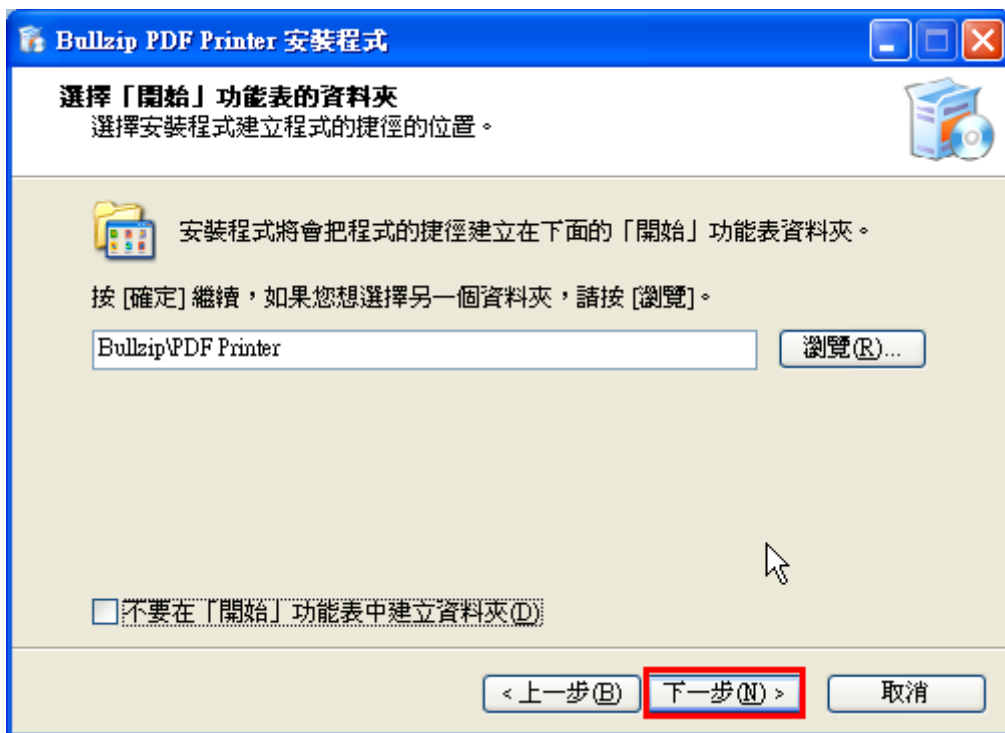 Bullzip PDF Printer 安裝程式
選擇「開始」功能表的資料夾
選擇安裝程式建立程式的捷徑的位置。
安裝程式將會把程式的捷徑建立在下面的「開始」功能表資料夾。
按 [確定] 繼續，如果您想選擇另一個資料夾，請按 [瀏覽]。
Bullzip\PDF Printer
瀏覽(R)...
不要在「開始」功能表中建立資料夾(D)
< 上一步(B)
下一步(N) >
取消